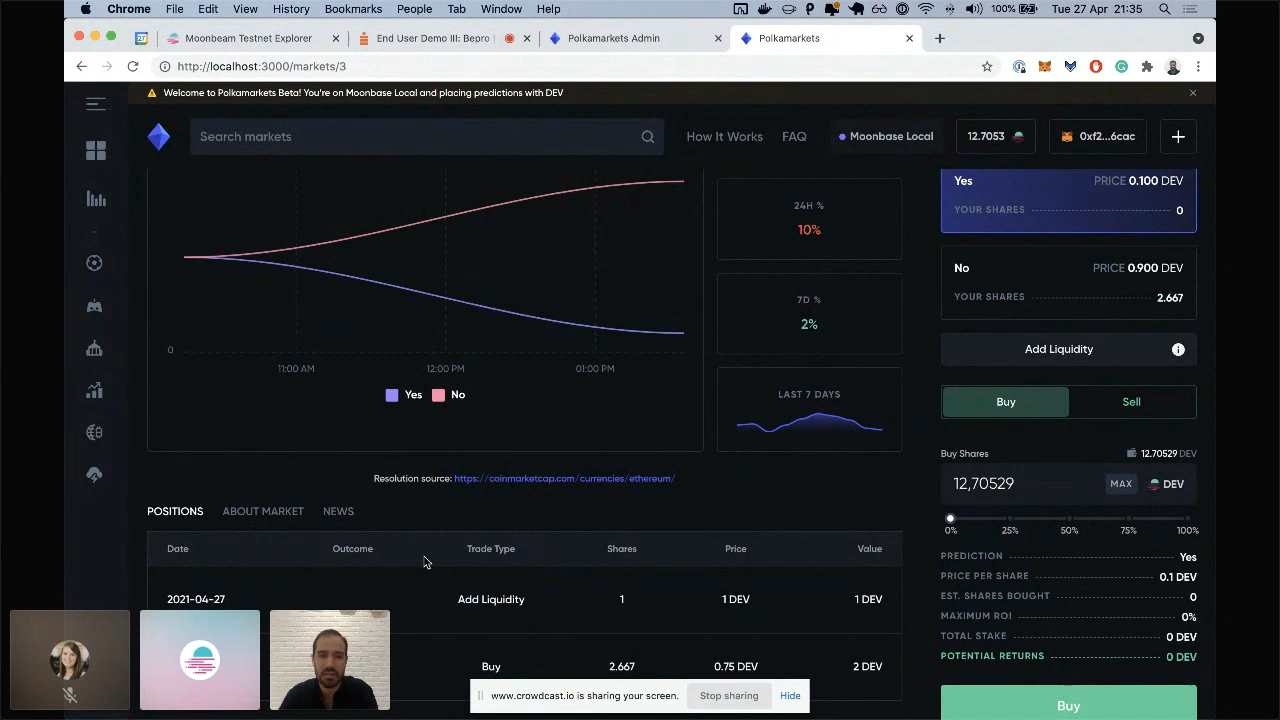 Chrome File Edit View History Bookmarks People Tab Window Help 100% Tue 27 Apr 21:35
27 Moonbeam Testnet Explorer × End User Demo III: Bepro × Polkamarkets Admin × Polkamarkets × +
http://localhost:3000/markets/3
Welcome to Polkamarkets Beta! You're on Moonbase Local and placing predictions with DEV ×
Search markets How It Works FAQ Moonbase Local 12.7053 0xf2...6cac +
Yes PRICE 0.100 DEV
YOUR SHARES 0
No PRICE 0.900 DEV
YOUR SHARES 2.667
Add Liquidity
Buy Sell
Buy Shares 12.70529 DEV
12,70529 MAX DEV
0% 25% 50% 75% 100%
PREDICTION Yes
PRICE PER SHARE 0.1 DEV
EST. SHARES BOUGHT 0
MAXIMUM ROI 0%
TOTAL STAKE 0 DEV
POTENTIAL RETURNS 0 DEV
Buy
24H %
10%
7D %
2%
LAST 7 DAYS
0
11:00 AM 12:00 PM 01:00 PM
Yes No
Resolution source: https://coinmarketcap.com/currencies/ethereum/
POSITIONS ABOUT MARKET NEWS
Date Outcome Trade Type Shares Price Value
2021-04-27 Add Liquidity 1 1 DEV 1 DEV
Buy 2.667 0.75 DEV 2 DEV
www.crowdcast.io is sharing your screen. Stop sharing Hide